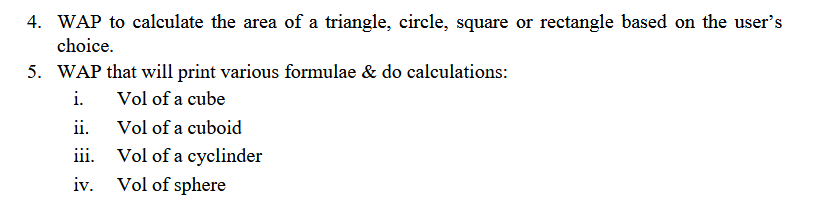 4. WAP to calculate the area of a triangle, circle, square or rectangle based on the user’s
choice.
5. WAP that will print various formulae & do calculations:
i. Vol of a cube
ii. Vol of a cuboid
iii. Vol of a cyclinder
iv. Vol of sphere